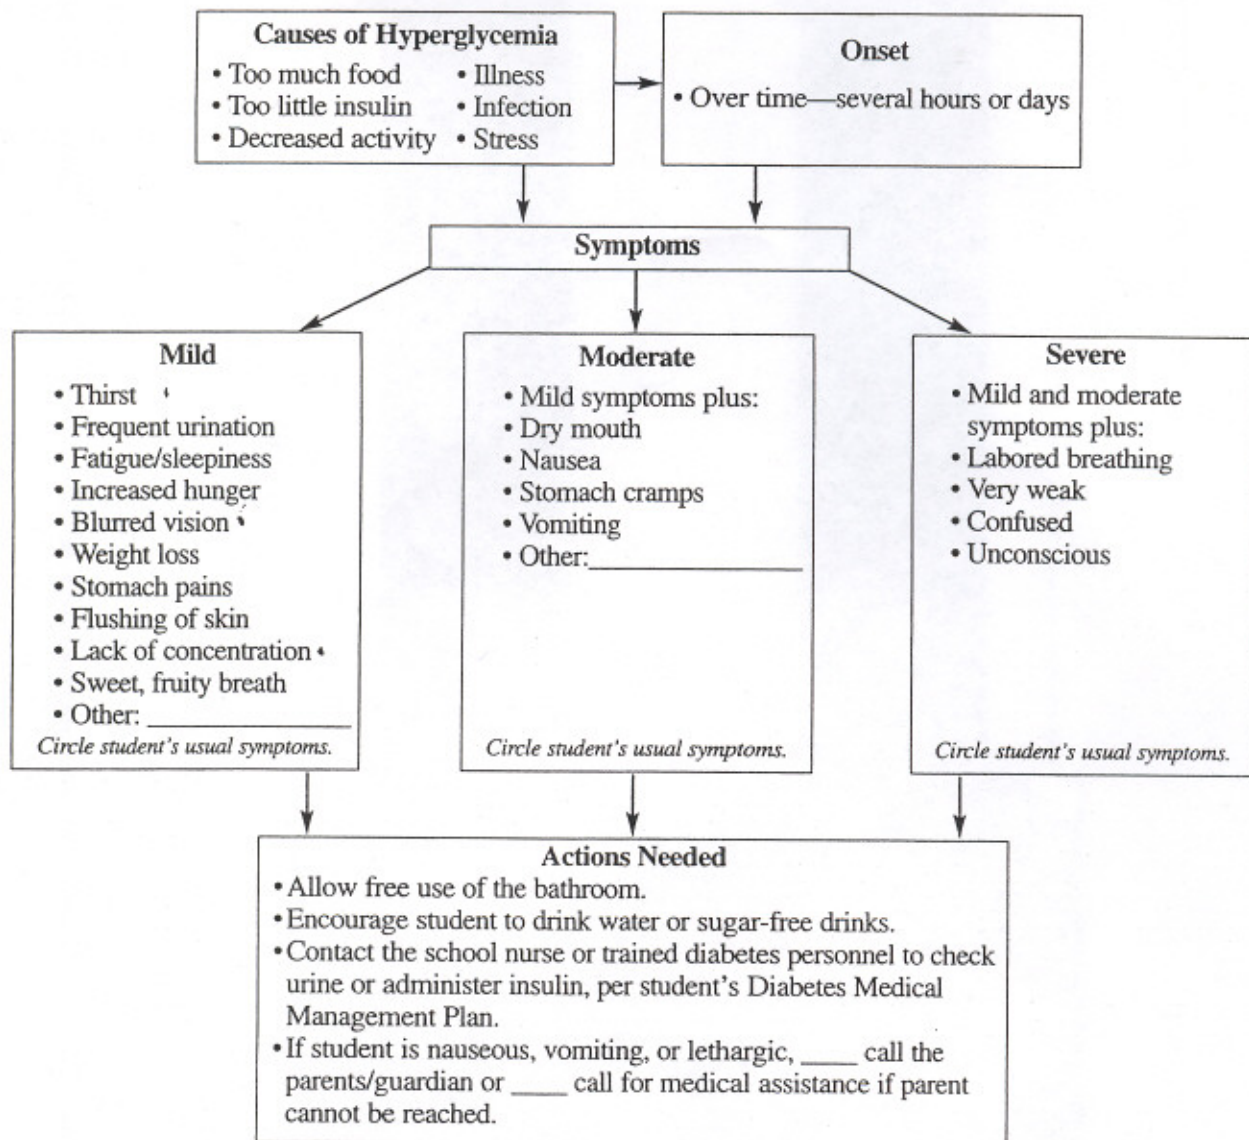 Causes of Hyperglycemia
• Too much food
• Too little insulin
• Decreased activity
• Illness
• Infection
• Stress
Onset
• Over time—several hours or days
Symptoms
Mild
• Thirst
• Frequent urination
• Fatigue/sleepiness
• Increased hunger
• Blurred vision
• Weight loss
• Stomach pains
• Flushing of skin
• Lack of concentration
• Sweet, fruity breath
• Other: ____________________
Circle student's usual symptoms.
Moderate
• Mild symptoms plus:
• Dry mouth
• Nausea
• Stomach cramps
• Vomiting
• Other:____________________
Circle student's usual symptoms.
Severe
• Mild and moderate
symptoms plus:
• Labored breathing
• Very weak
• Confused
• Unconscious
Circle student's usual symptoms.
Actions Needed
• Allow free use of the bathroom.
• Encourage student to drink water or sugar-free drinks.
• Contact the school nurse or trained diabetes personnel to check
urine or administer insulin, per student's Diabetes Medical
Management Plan.
• If student is nauseous, vomiting, or lethargic, ____ call the
parents/guardian or ____ call for medical assistance if parent
cannot be reached.